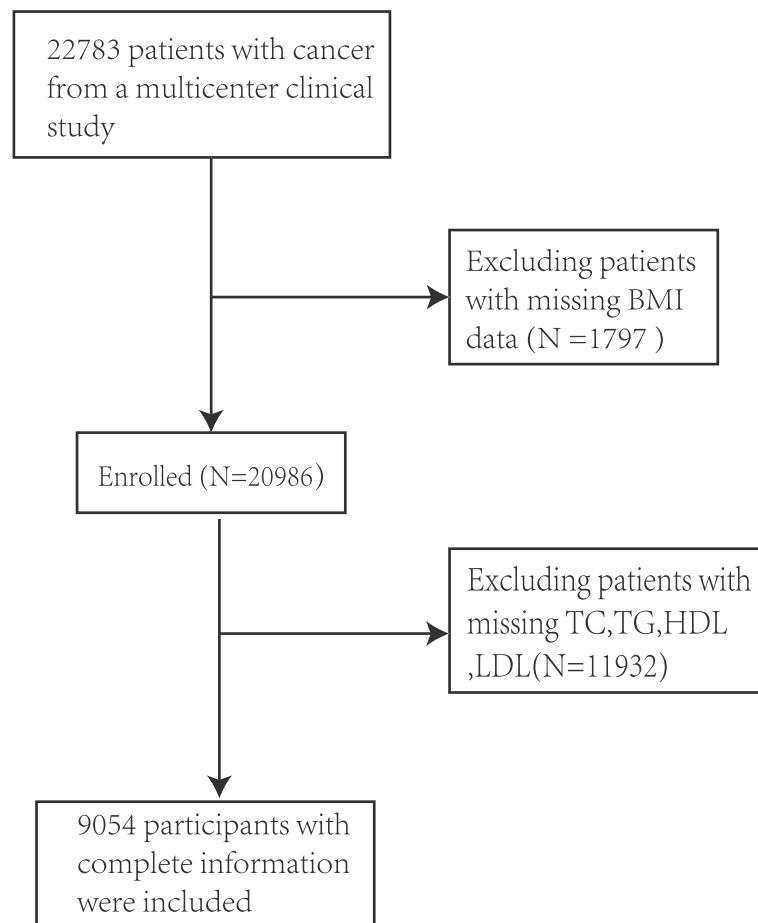 22783 patients with cancer
from a multicenter clinical
study
Excluding patients
with missing BMI
data (N =1797 )
Enrolled (N=20986)
Excluding patients with
missing TC,TG,HDL
,LDL(N=11932)
9054 participants with
complete information
were included